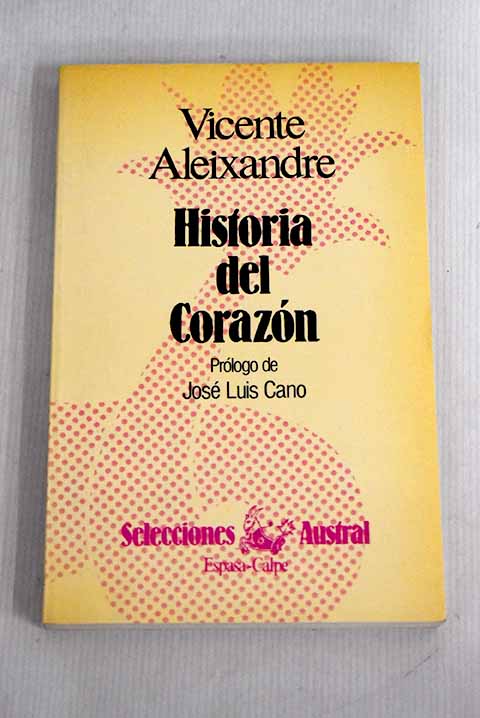 Vicente
Aleixandre
Historia
del
Corazón
Prólogo de
José Luis Cano
Selecciones Austral
Espasa-Calpe